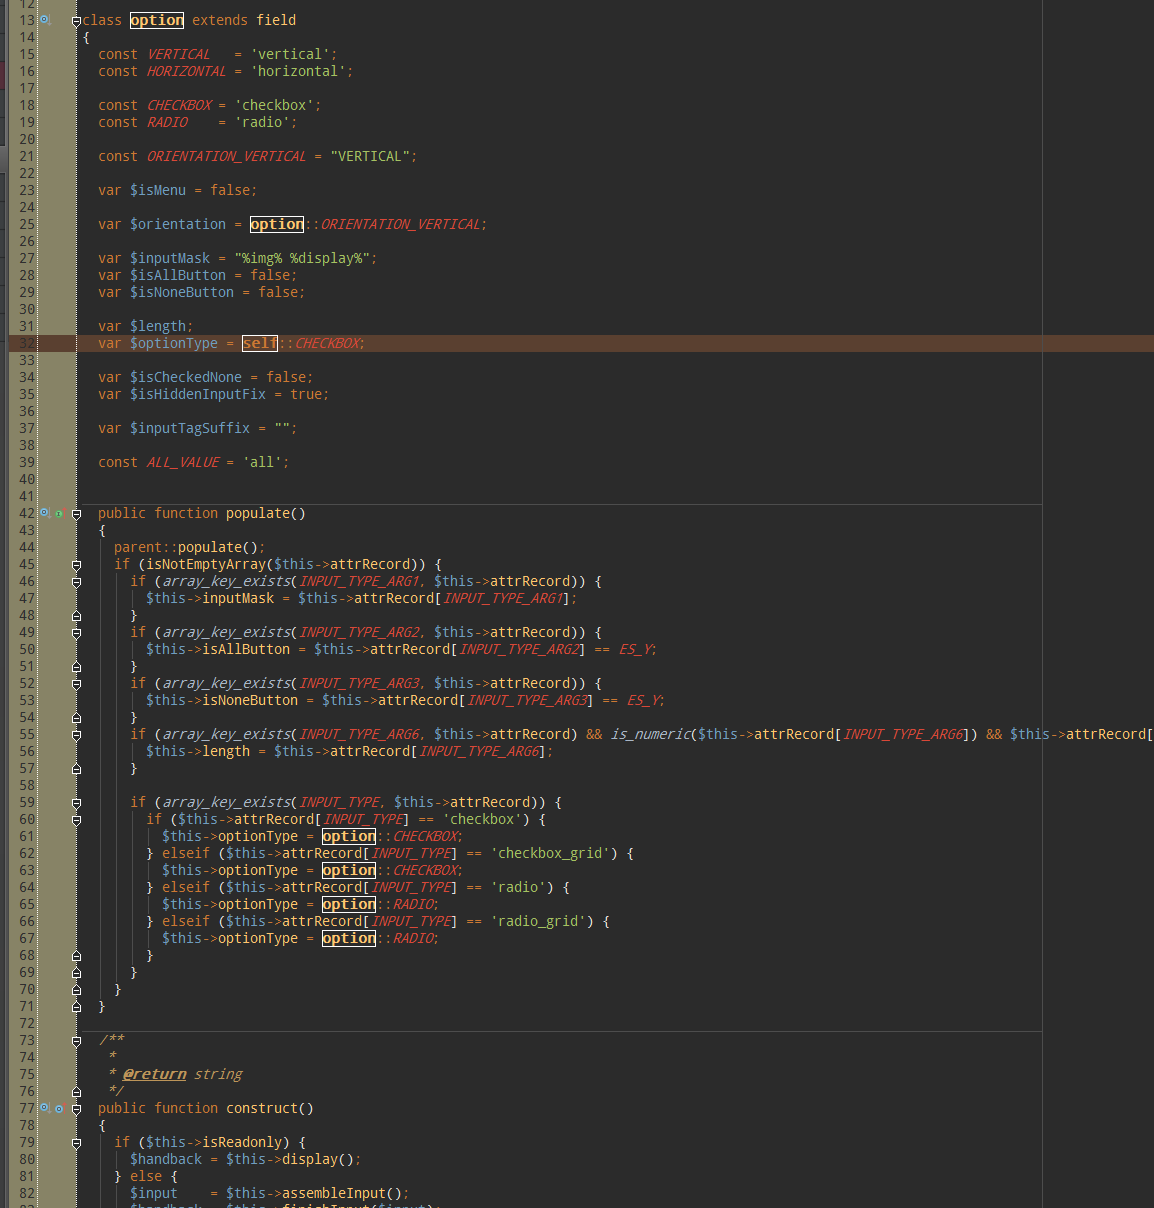 12
13 class option extends field
14 {
15 const VERTICAL = 'vertical';
16 const HORIZONTAL = 'horizontal';
17
18 const CHECKBOX = 'checkbox';
19 const RADIO = 'radio';
20
21 const ORIENTATION_VERTICAL = "VERTICAL";
22
23 var $isMenu = false;
24
25 var $orientation = option::ORIENTATION_VERTICAL;
26
27 var $inputMask = "%img% %display%";
28 var $isAllButton = false;
29 var $isNoneButton = false;
30
31 var $length;
32 var $optionType = self::CHECKBOX;
33
34 var $isCheckedNone = false;
35 var $isHiddenInputFix = true;
36
37 var $inputTagSuffix = "";
38
39 const ALL_VALUE = 'all';
40
41
42 public function populate()
43 {
44 parent::populate();
45 if (isNotEmptyArray($this->attrRecord)) {
46 if (array_key_exists(INPUT_TYPE_ARG1, $this->attrRecord)) {
47 $this->inputMask = $this->attrRecord[INPUT_TYPE_ARG1];
48 }
49 if (array_key_exists(INPUT_TYPE_ARG2, $this->attrRecord)) {
50 $this->isAllButton = $this->attrRecord[INPUT_TYPE_ARG2] == ES_Y;
51 }
52 if (array_key_exists(INPUT_TYPE_ARG3, $this->attrRecord)) {
53 $this->isNoneButton = $this->attrRecord[INPUT_TYPE_ARG3] == ES_Y;
54 }
55 if (array_key_exists(INPUT_TYPE_ARG6, $this->attrRecord) && is_numeric($this->attrRecord[INPUT_TYPE_ARG6]) && $this->attrRecord[
56 $this->length = $this->attrRecord[INPUT_TYPE_ARG6];
57 }
58
59 if (array_key_exists(INPUT_TYPE, $this->attrRecord)) {
60 if ($this->attrRecord[INPUT_TYPE] == 'checkbox') {
61 $this->optionType = option::CHECKBOX;
62 } elseif ($this->attrRecord[INPUT_TYPE] == 'checkbox_grid') {
63 $this->optionType = option::CHECKBOX;
64 } elseif ($this->attrRecord[INPUT_TYPE] == 'radio') {
65 $this->optionType = option::RADIO;
66 } elseif ($this->attrRecord[INPUT_TYPE] == 'radio_grid') {
67 $this->optionType = option::RADIO;
68 }
69 }
70 }
71 }
72
73 /**
74 *
75 * @return string
76 */
77 public function construct()
78 {
79 if ($this->isReadonly) {
80 $handback = $this->display();
81 } else {
82 $input = $this->assembleInput();
$handback = $this->finishInput($input);